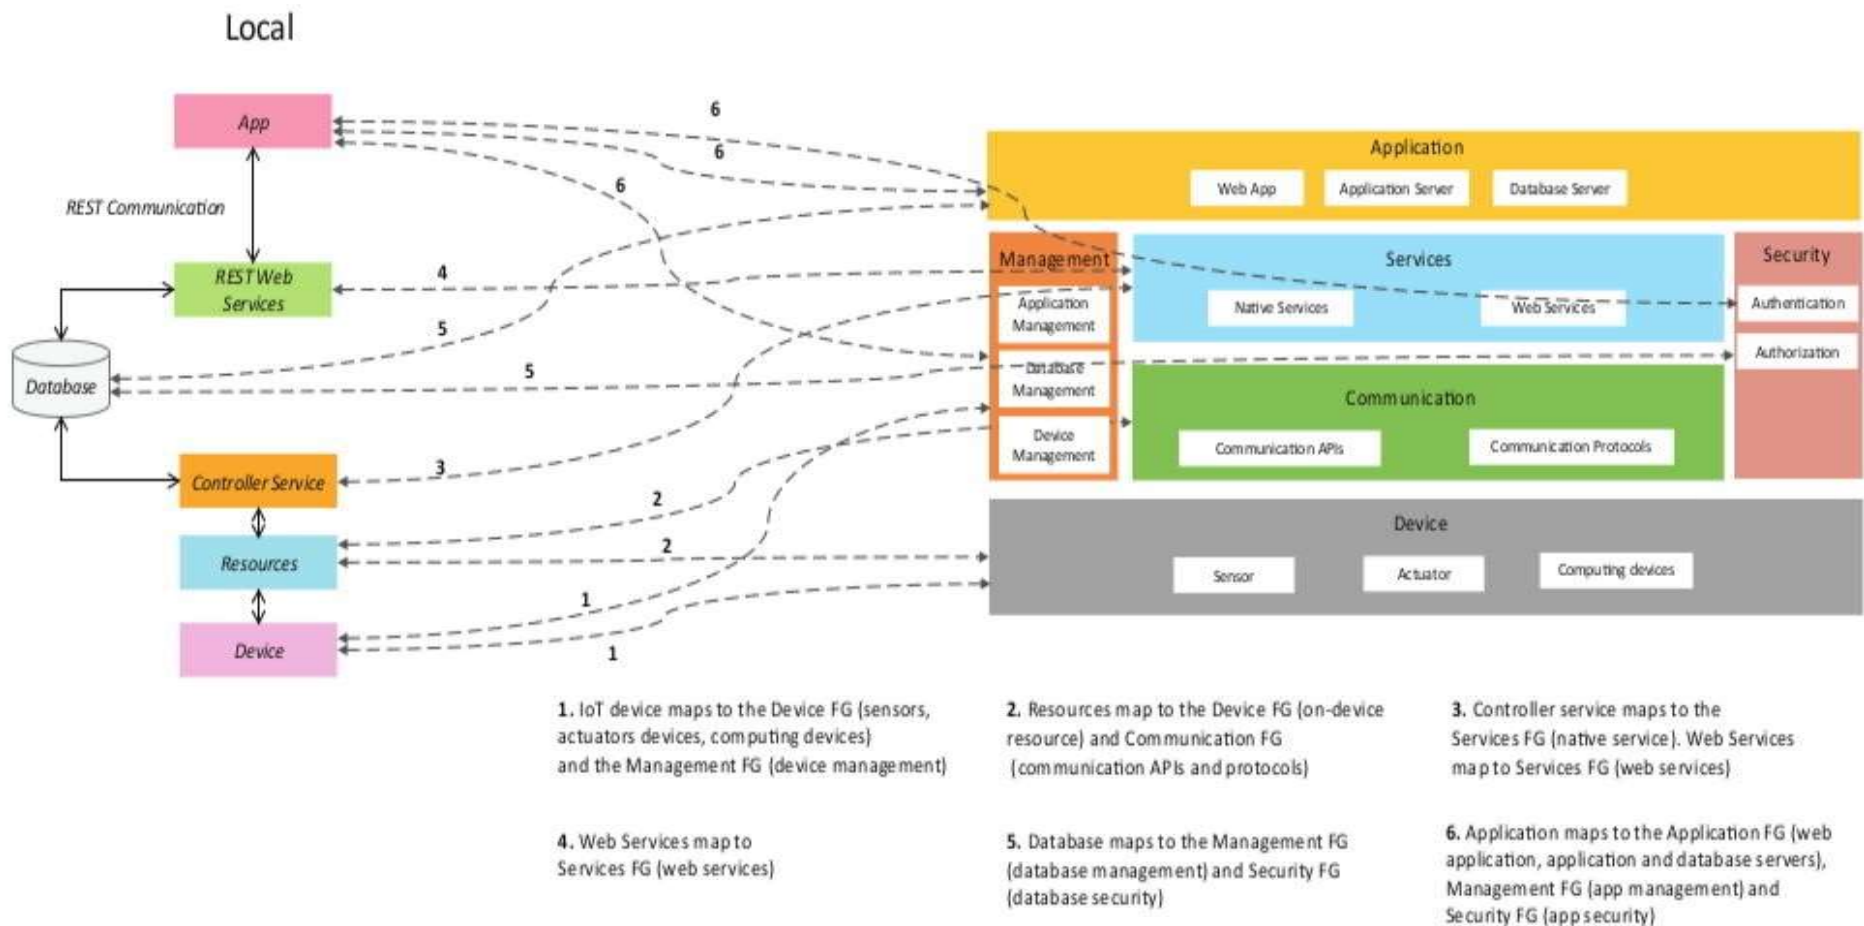 Local
App
6
6
6
REST Communication
REST Web
Services
4
5
5
Database
Controller Service
3
2
Resources
2
1
Device
1
Application
Web App
Application Server
Database Server
Management
Application
Management
Database
Management
Device
Management
Services
Native Services
Web Services
Security
Authentication
Authorization
Communication
Communication APIs
Communication Protocols
Device
Sensor
Actuator
Computing devices
1. IoT device maps to the Device FG (sensors,
actuators devices, computing devices)
and the Management FG (device management)
2. Resources map to the Device FG (on-device
resource) and Communication FG
(communication APIs and protocols)
3. Controller service maps to the
Services FG (native service). Web Services
map to Services FG (web services)
4. Web Services map to
Services FG (web services)
5. Database maps to the Management FG
(database management) and Security FG
(database security)
6. Application maps to the Application FG (web
application, application and database servers),
Management FG (app management) and
Security FG (app security)